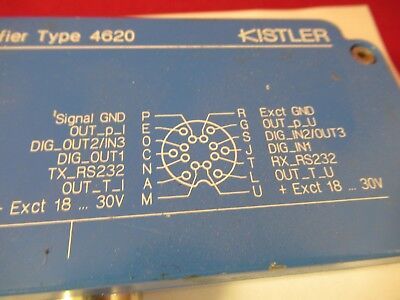 fier Type 4620 KISTLER
Signal GND P R Exct GND
OUT_p_I E G OUT_p_U
DIG_OUT2/IN3 O S DIG_IN2/OUT3
DIG_OUT1 C J DIG_IN1
TX_RS232 N T RX_RS232
OUT_T_I A L OUT_T_U
+ Exct 18 ... 30V M U + Exct 18 ... 30V